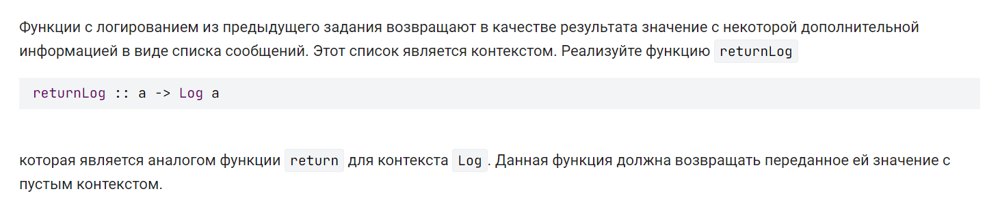 Функции с логированием из предыдущего задания возвращают в качестве результата значение с некоторой дополнительной
информацией в виде списка сообщений. Этот список является контекстом. Реализуйте функцию returnLog
returnLog :: a -> Log a
которая является аналогом функции return для контекста Log. Данная функция должна возвращать переданное ей значение с
пустым контекстом.